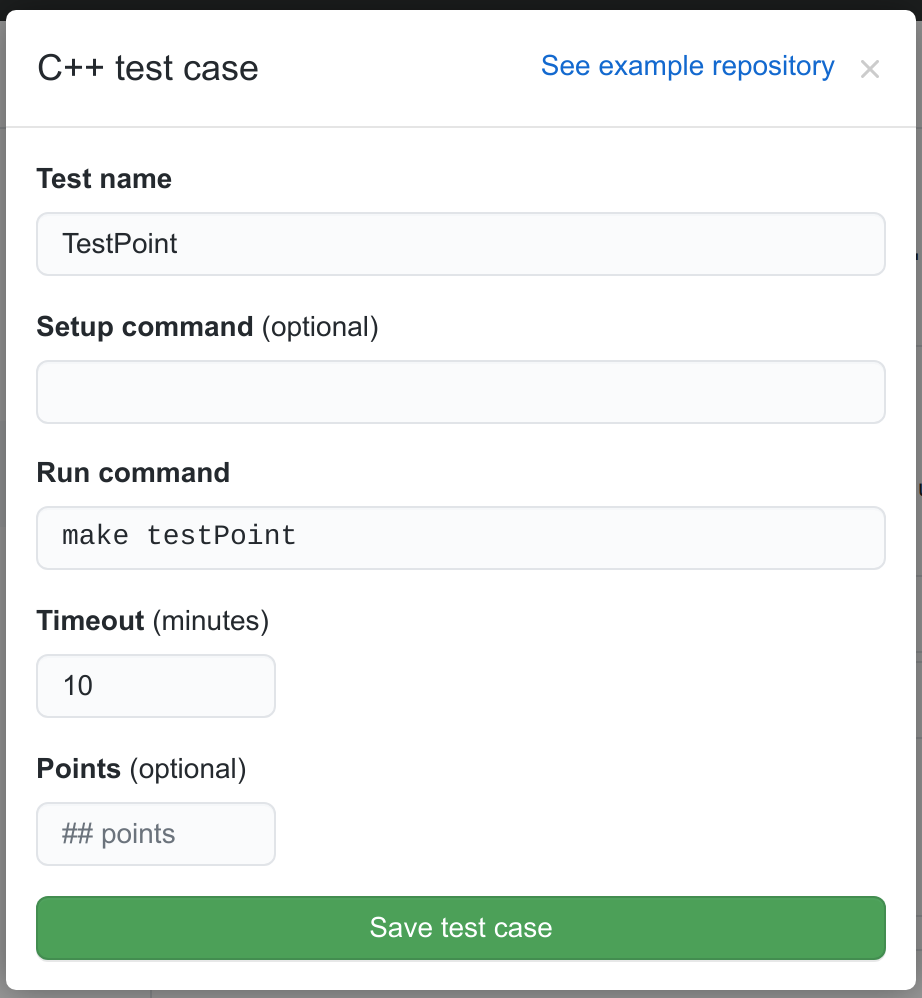 C++ test case
See example repository ×
Test name
TestPoint
Setup command (optional)
Run command
make testPoint
Timeout (minutes)
10
Points (optional)
## points
Save test case